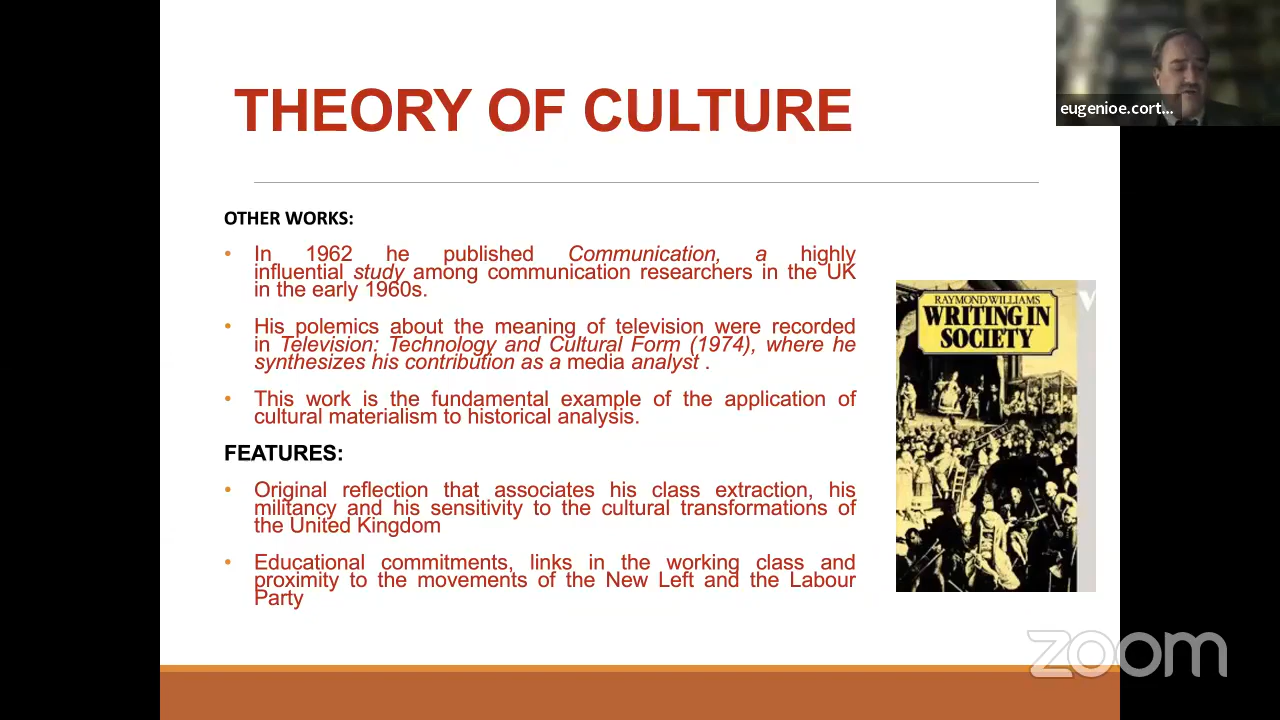 THEORY OF CULTURE
eugenioe.cort...
OTHER WORKS:
• In 1962 he published Communication, a highly
influential study among communication researchers in the UK
in the early 1960s.
• His polemics about the meaning of television were recorded
in Television: Technology and Cultural Form (1974), where he
synthesizes his contribution as a media analyst .
• This work is the fundamental example of the application of
cultural materialism to historical analysis.
FEATURES:
• Original reflection that associates his class extraction, his
militancy and his sensitivity to the cultural transformations of
the United Kingdom
• Educational commitments, links in the working class and
proximity to the movements of the New Left and the Labour
Party
RAYMOND WILLIAMS
WRITING IN
SOCIETY
V
zoom